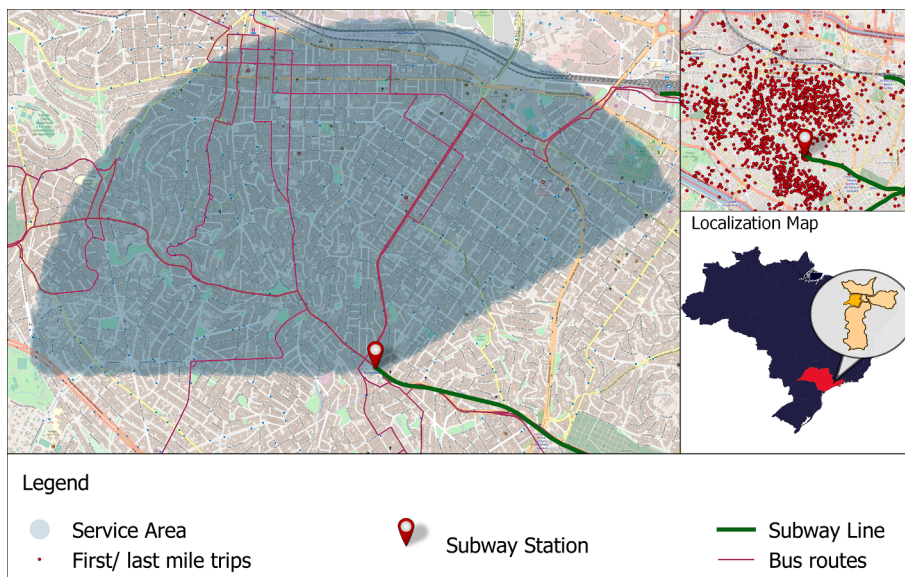 Localization Map
Legend
Service Area
First/ last mile trips
Subway Station
Subway Line
Bus routes